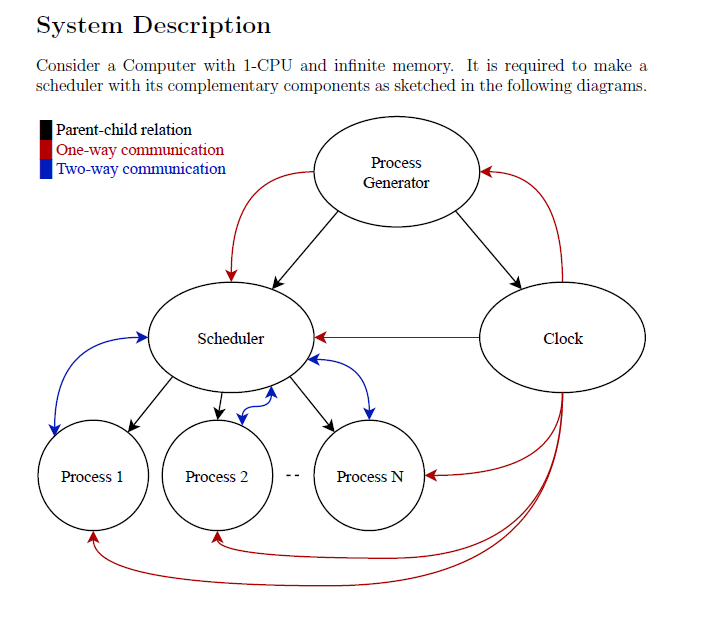 System Description
Consider a Computer with 1-CPU and infinite memory. It is required to make a
scheduler with its complementary components as sketched in the following diagrams.
Parent-child relation
One-way communication
Two-way communication
Process
Generator
Scheduler
Clock
Process 1
Process 2
--
Process N